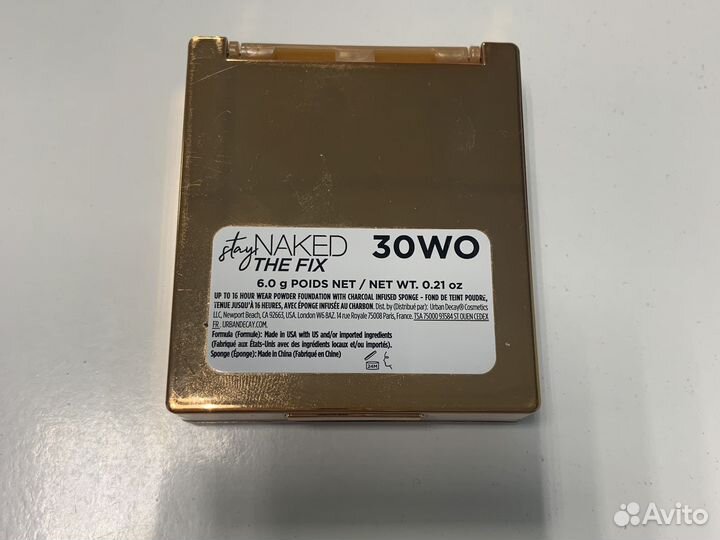 stay NAKED 30WO
THE FIX
6.0 g POIDS NET / NET WT. 0.21 oz
UP TO 16 HOUR WEAR POWDER FOUNDATION WITH CHARCOAL INFUSED SPONGE - FOND DE TEINT POUDRE,
TENUE JUSQU'À 16 HEURES, AVEC ÉPONGE INFUSÉE AU CHARBON. Dist. by (Distribué par): Urban Decay® Cosmetics
LLC, Newport Beach, CA 92663, USA. London W6 8AZ. 14 rue Royale 75008 Paris, France. TSA 75000 93584 ST OUEN CEDEX
FR, URBANDECAY.COM
Formula (Formule): Made in USA with US and/or imported ingredients
(Fabriqué aux États-Unis avec des ingrédients locaux et/ou importés).
Sponge (Éponge): Made in China (Fabriqué en Chine)
24M
Avito